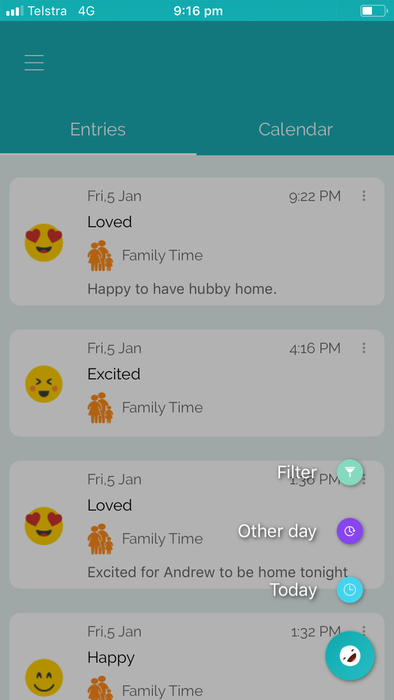 Telstra 4G 9:16 pm
Entries Calendar
Fri,5 Jan 9:22 PM
Loved
Family Time
Happy to have hubby home.
Fri,5 Jan 4:16 PM
Excited
Family Time
Filter
Fri,5 Jan 1:36 PM
Loved
Other day
Family Time
Excited for Andrew to be home tonight
Today
Fri,5 Jan 1:32 PM
Happy
Family Time